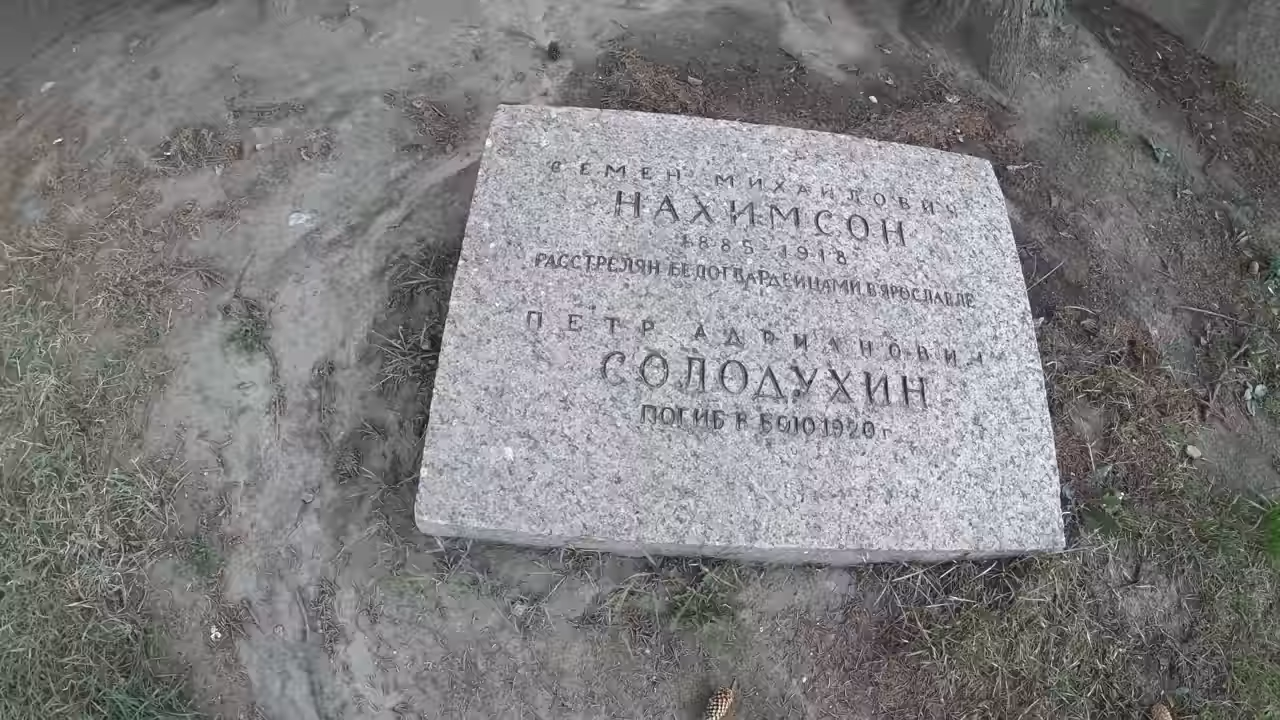 СЕМЕН МИХАЙЛОВИЧ
НАХИМСОН
1885-1918
РАССТРЕЛЯН БЕЛОГВАРДЕЙЦАМИ В ЯРОСЛАВЛЕ
ПЕТР АДРИАНОВИЧ
СОЛОДУХИН
ПОГИБ В БОЮ 1920 г.